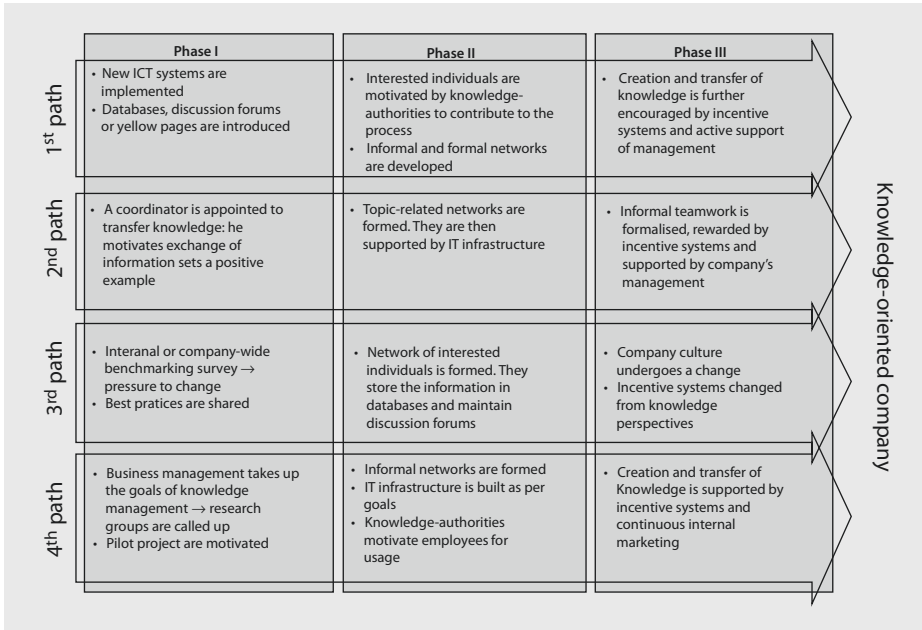 Phase I
Phase II
Phase III
1st path
• New ICT systems are
implemented
• Databases, discussion forums
or yellow pages are introduced
• Interested individuals are
motivated by knowledge-
authorities to contribute to the
process
• Informal and formal networks
are developed
• Creation and transfer of
knowledge is further
encouraged by incentive
systems and active support
of management
2nd path
• A coordinator is appointed to
transfer knowledge: he
motivates exchange of
information sets a positive
example
• Topic-related networks are
formed. They are then
supported by IT infrastructure
• Informal teamwork is
formalised, rewarded by
incentive systems and
supported by company's
management
3rd path
• Interanal or company-wide
benchmarking survey →
pressure to change
• Best pratices are shared
• Network of interested
individuals is formed. They
store the information in
databases and maintain
discussion forums
• Company culture
undergoes a change
• Incentive systems changed
from knowledge
perspectives
4th path
• Business management takes up
the goals of knowledge
management → research
groups are called up
• Pilot project are motivated
• Informal networks are formed
• IT infrastructure is built as per
goals
• Knowledge-authorities
motivate employees for
usage
• Creation and transfer of
Knowledge is supported by
incentive systems and
continuous internal
marketing
Knowledge-oriented company